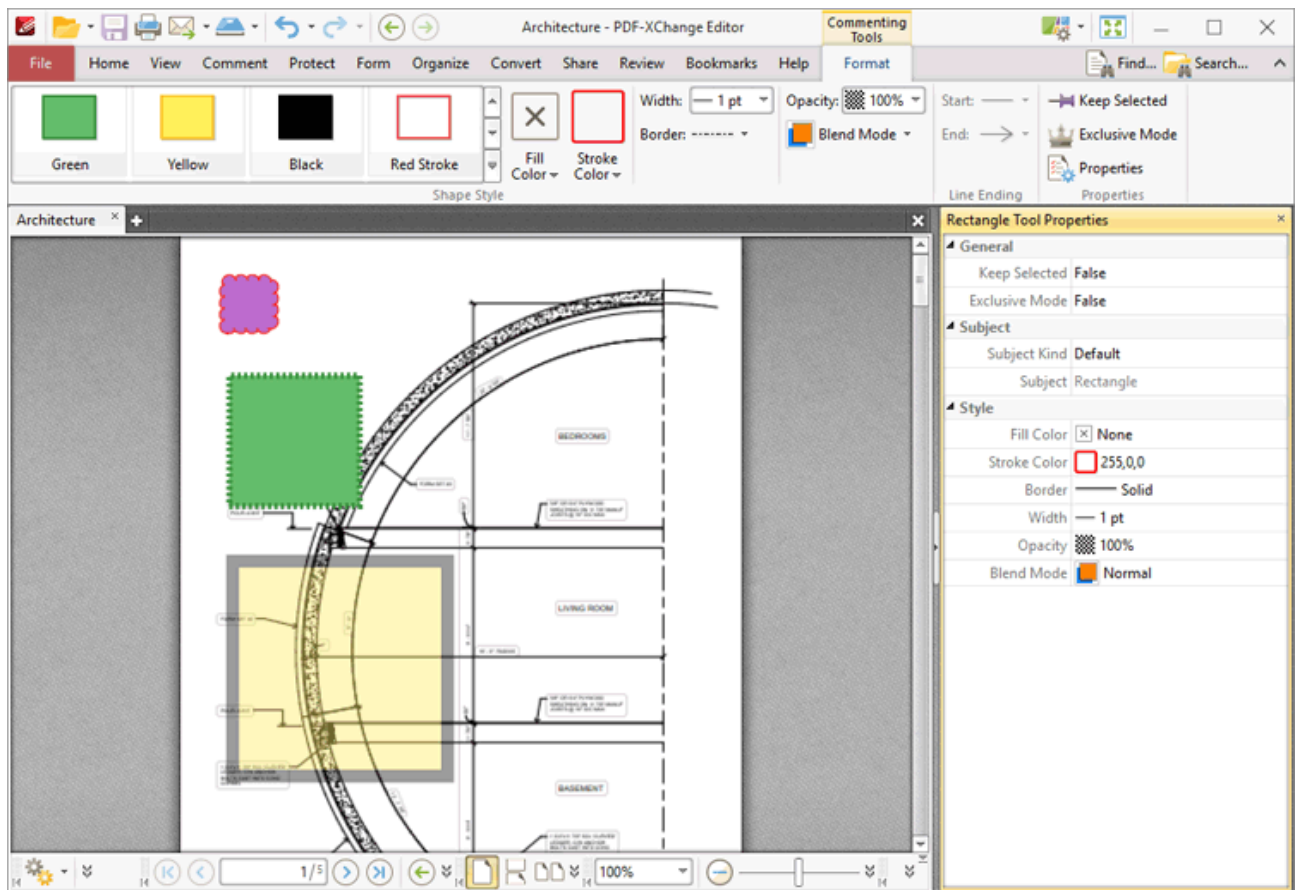 Architecture - PDF-XChange Editor
Commenting
Tools
File Home View Comment Protect Form Organize Convert Share Review Bookmarks Help Format Find... Search...
Green
Yellow
Black
Red Stroke
Fill
Color
Stroke
Color
Width: 1 pt
Border:
Opacity: 100%
Blend Mode
Start:
End:
Keep Selected
Exclusive Mode
Properties
Shape Style
Line Ending
Properties
Architecture
Rectangle Tool Properties
General
Keep Selected False
Exclusive Mode False
Subject
Subject Kind Default
Subject Rectangle
Style
Fill Color None
Stroke Color 255,0,0
Border Solid
Width 1 pt
Opacity 100%
Blend Mode Normal
BEDROOMS
LIVING ROOM
BASEMENT
1/5
100%